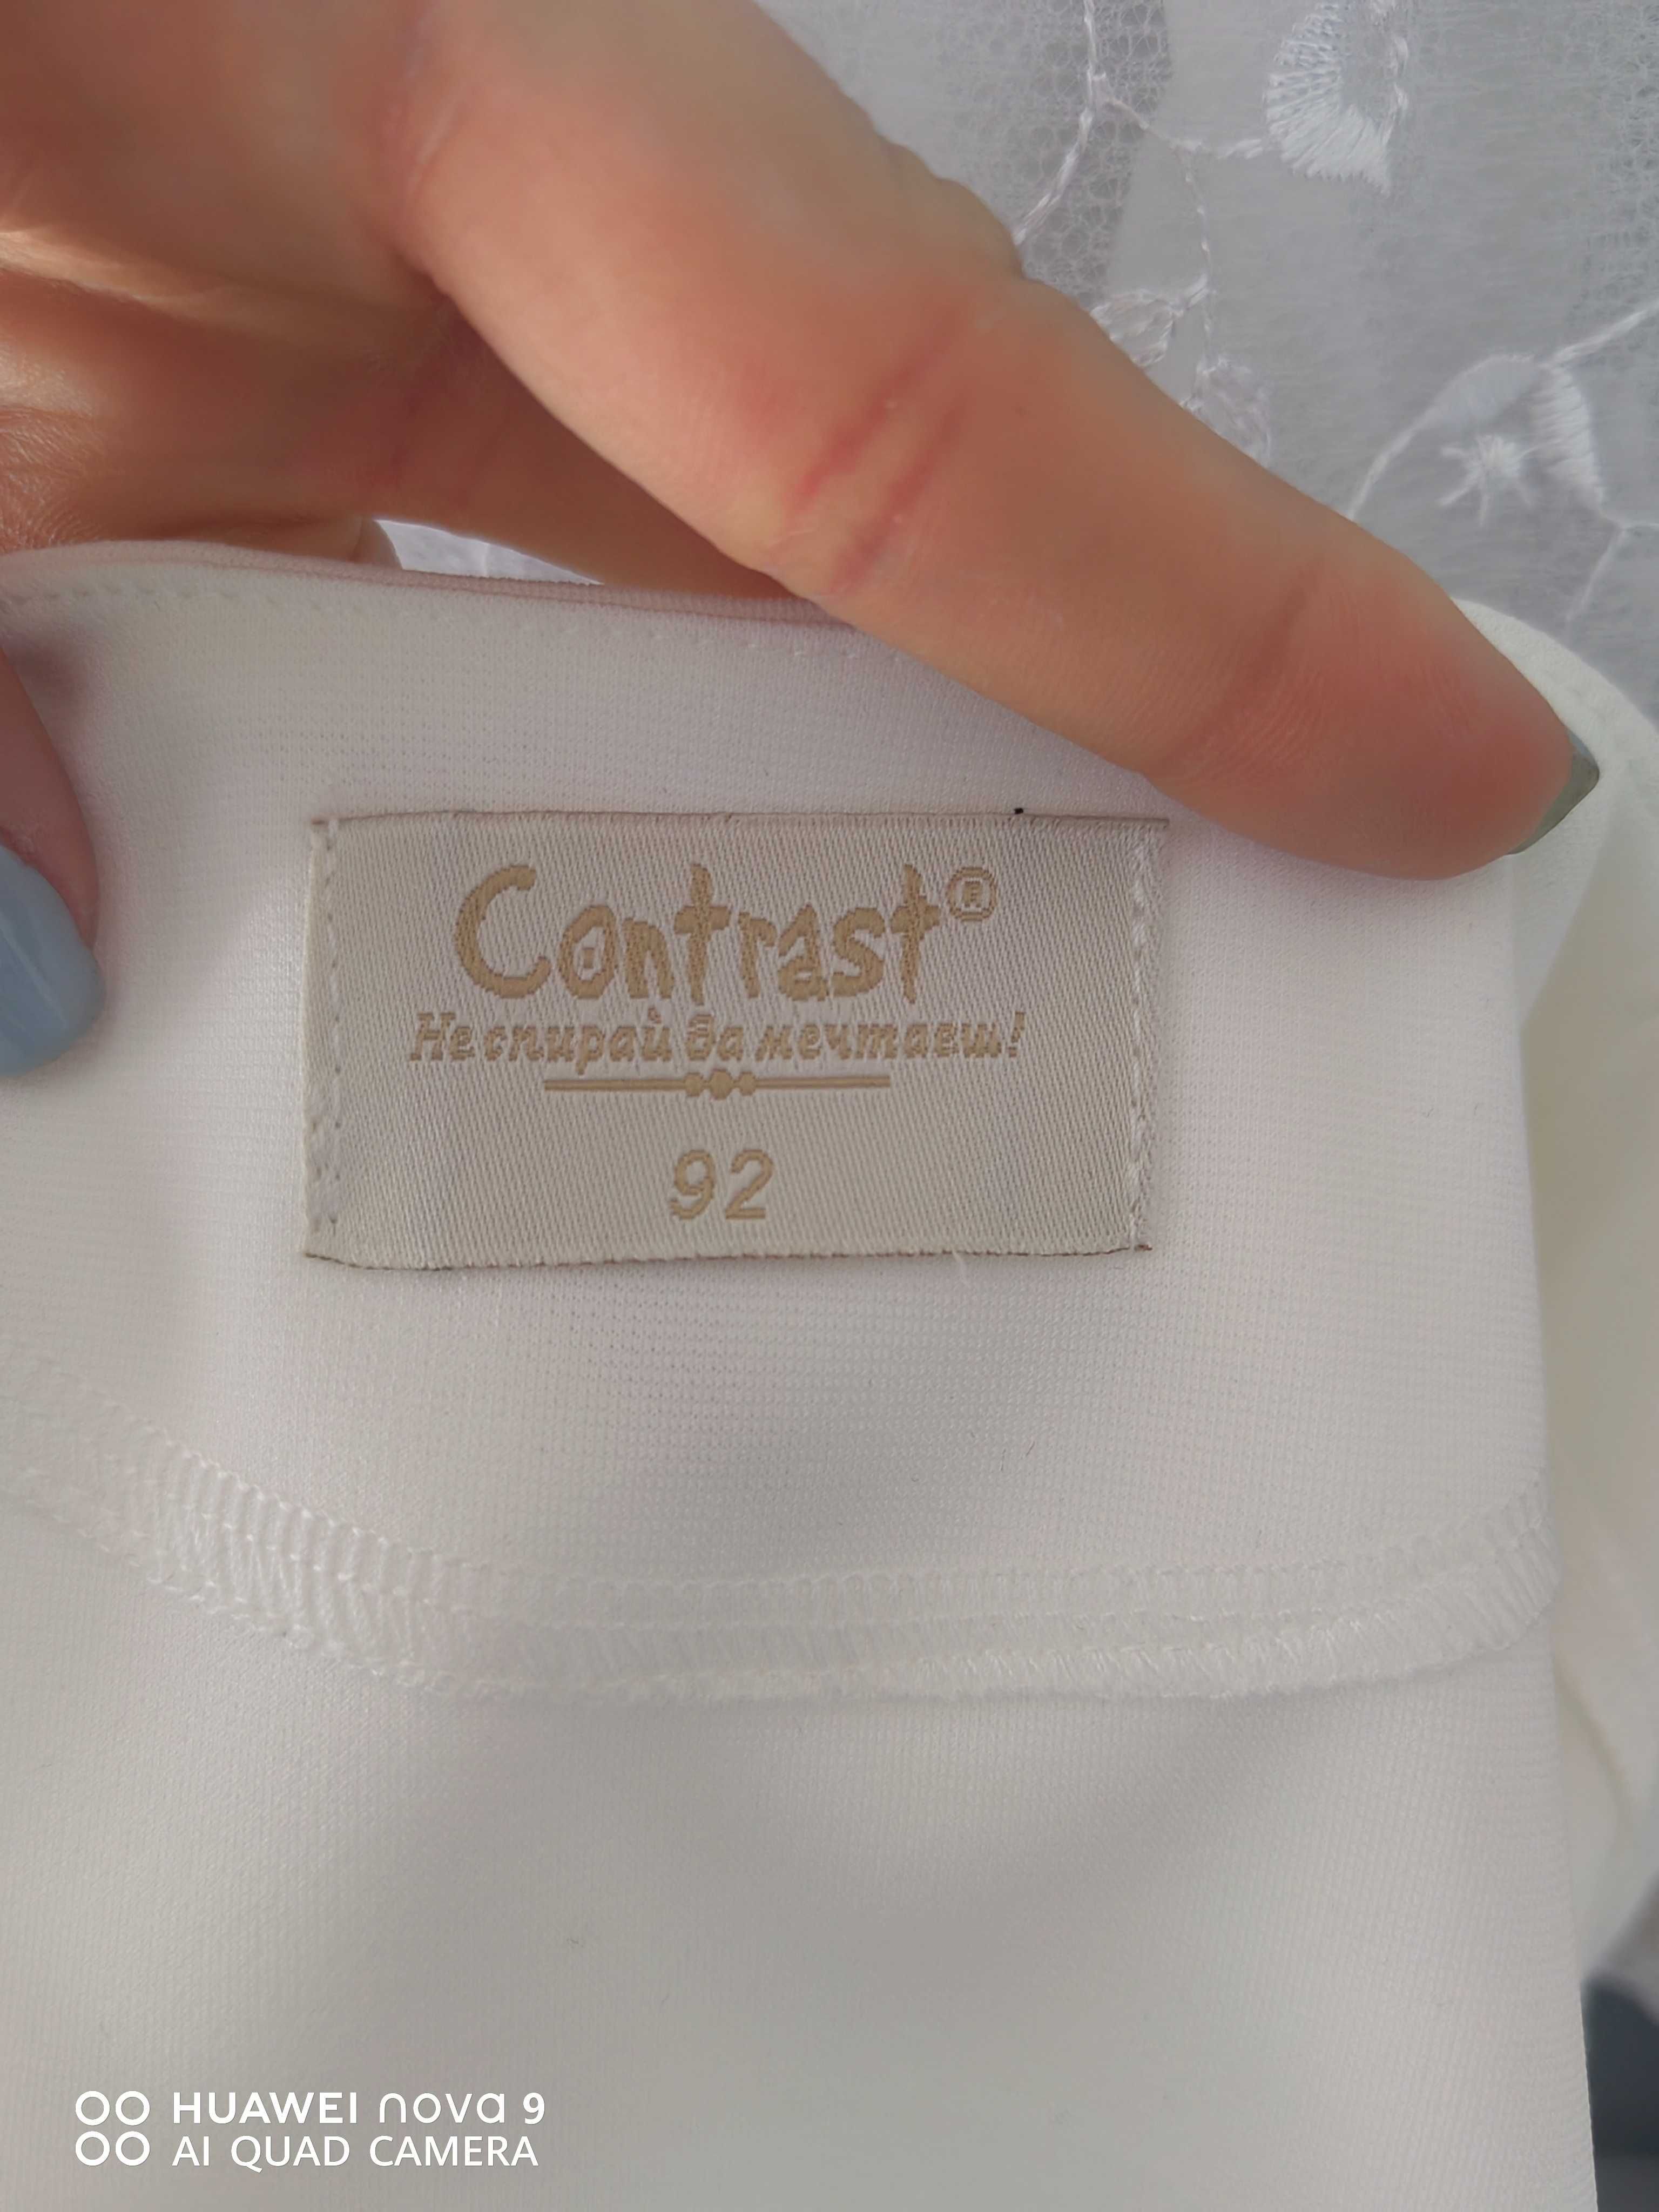 Contrast®
Не спирай да мечтаеш!
92
HUAWEI nova 9
AI QUAD CAMERA